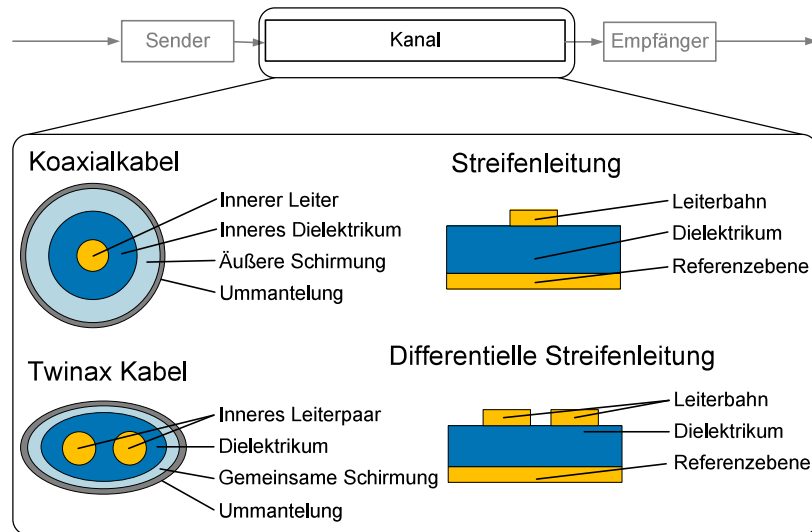 Sender
Kanal
Empfänger
Koaxialkabel
Innerer Leiter
Inneres Dielektrikum
Äußere Schirmung
Ummantelung
Streifenleitung
Leiterbahn
Dielektrikum
Referenzebene
Twinax Kabel
Inneres Leiterpaar
Dielektrikum
Gemeinsame Schirmung
Ummantelung
Differentielle Streifenleitung
Leiterbahn
Dielektrikum
Referenzebene